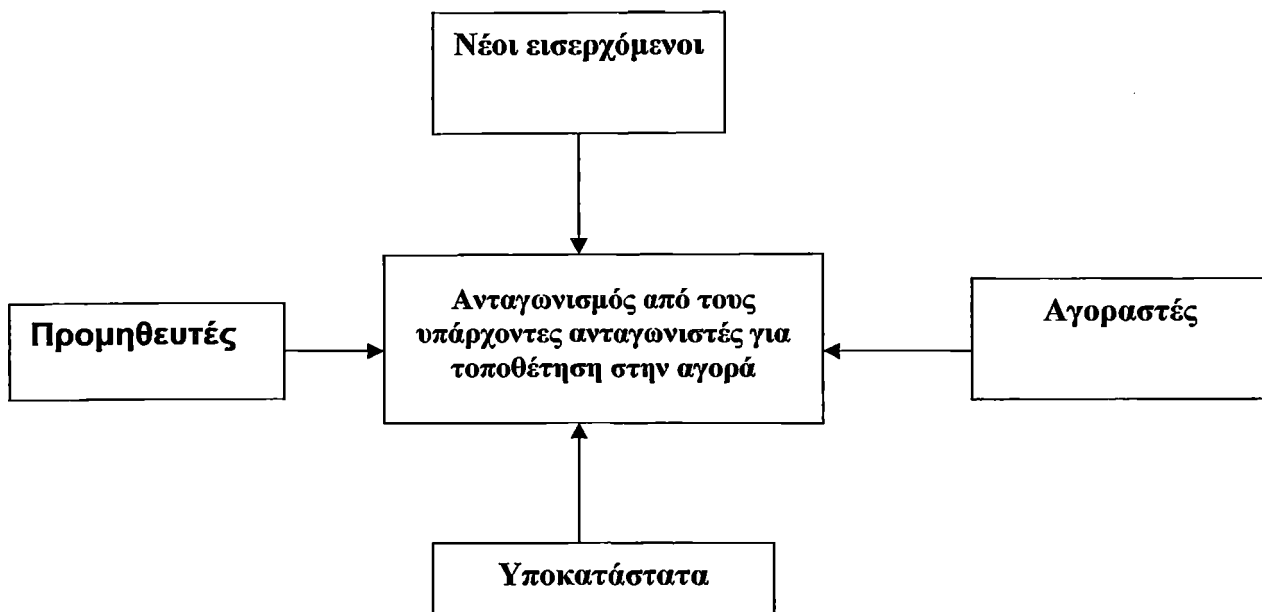 Νέοι εισερχόμενοι
Ανταγωνισμός από τους
υπάρχοντες ανταγωνιστές για
τοποθέτηση στην αγορά
Προμηθευτές
Αγοραστές
Υποκατάστατα